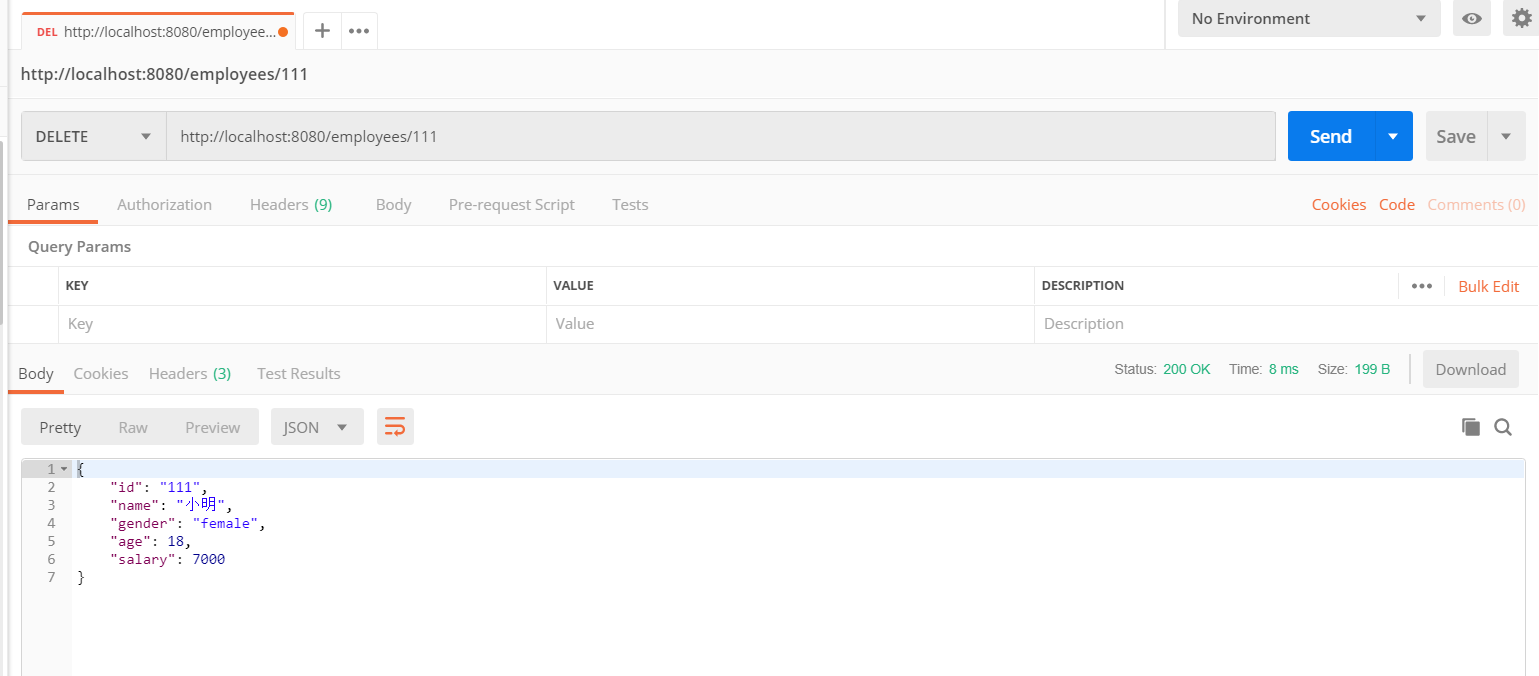 DEL http://localhost:8080/employee... No Environment
http://localhost:8080/employees/111
DELETE http://localhost:8080/employees/111 Send Save
Params Authorization Headers (9) Body Pre-request Script Tests Cookies Code Comments (0)
Query Params
KEY VALUE DESCRIPTION Bulk Edit
Key Value Description
Body Cookies Headers (3) Test Results Status: 200 OK Time: 8 ms Size: 199 B Download
Pretty Raw Preview JSON
1 {
2 "id": "111",
3 "name": "小明",
4 "gender": "female",
5 "age": 18,
6 "salary": 7000
7 }